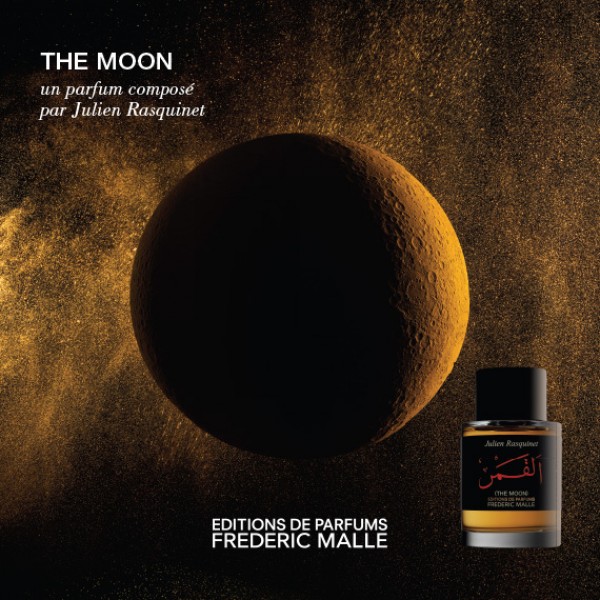 THE MOON
un parfum composé
par Julien Rasquinet
Julien Rasquinet
القمر
(THE MOON)
EDITIONS DE PARFUMS
FREDERIC MALLE
EDITIONS DE PARFUMS
FREDERIC MALLE